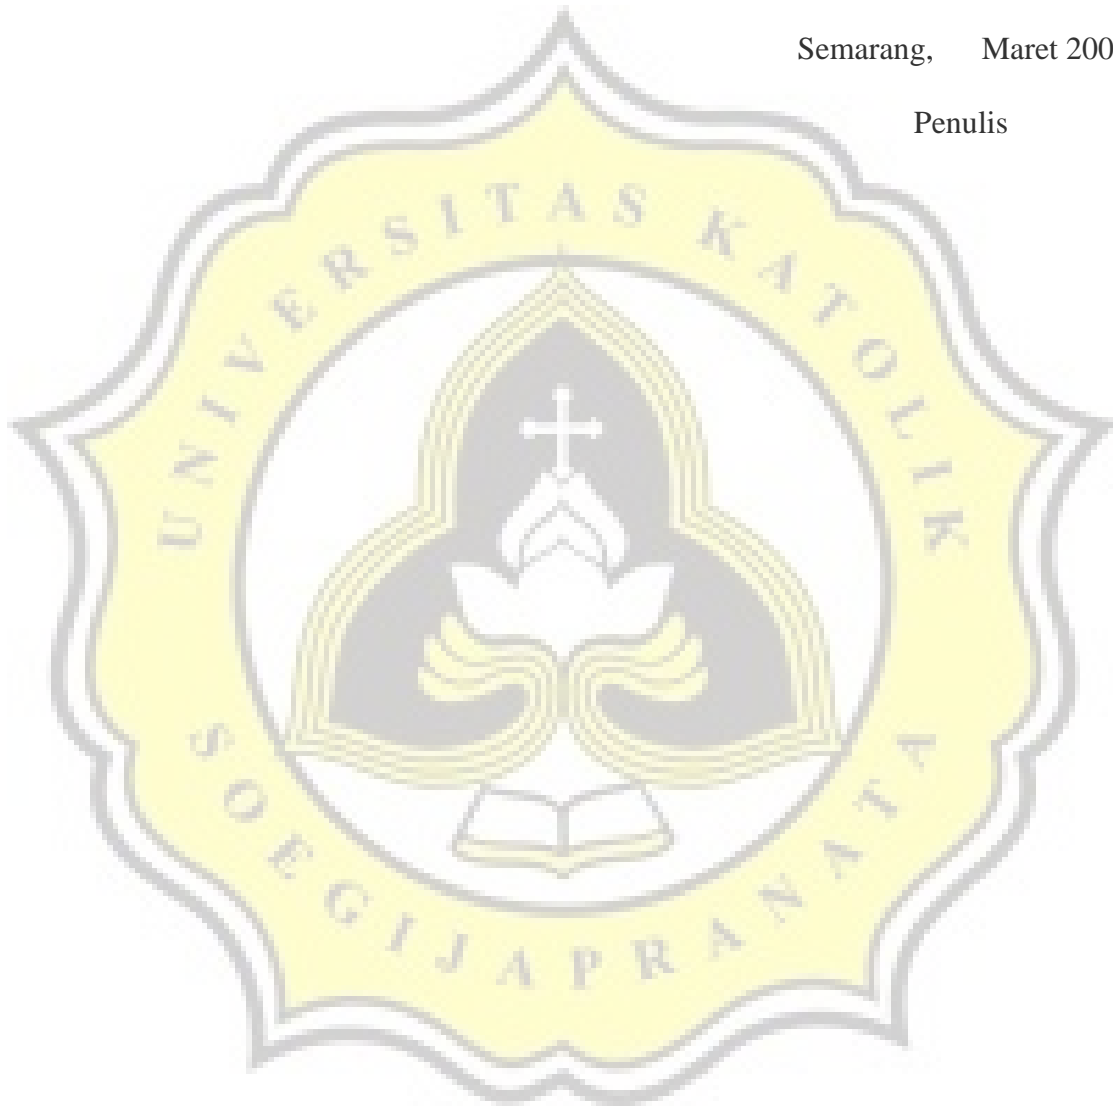 Semarang, Maret 200
Penulis
UNIVERSITAS KATOLIK
SOEGIJAPRANATA